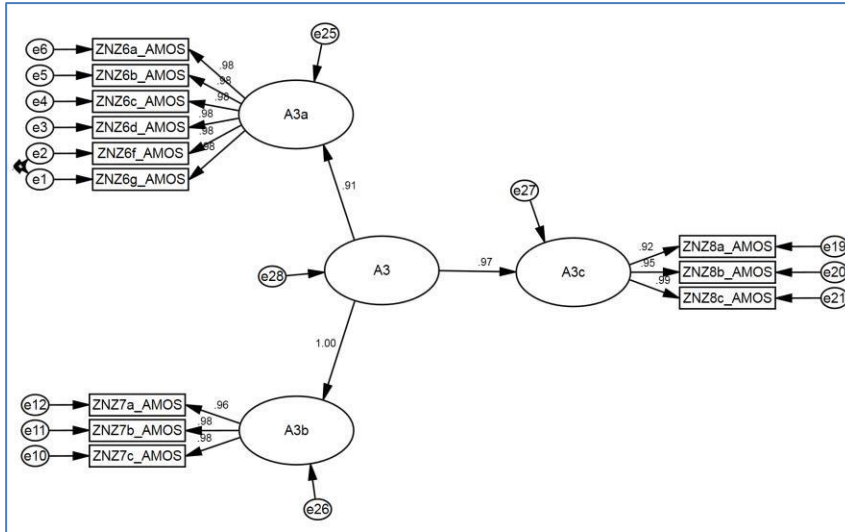 e6 ZNZ6a_AMOS .98 e25
e5 ZNZ6b_AMOS .98
e4 ZNZ6c_AMOS .98 A3a
e3 ZNZ6d_AMOS .98
e2 ZNZ6f_AMOS .98
e1 ZNZ6g_AMOS .98
.91 e27
e28 A3 .97 A3c
.92 ZNZ8a_AMOS e19
.95 ZNZ8b_AMOS e20
.99 ZNZ8c_AMOS e21
1.00
e12 ZNZ7a_AMOS .96
e11 ZNZ7b_AMOS .98 A3b
e10 ZNZ7c_AMOS .98
e26